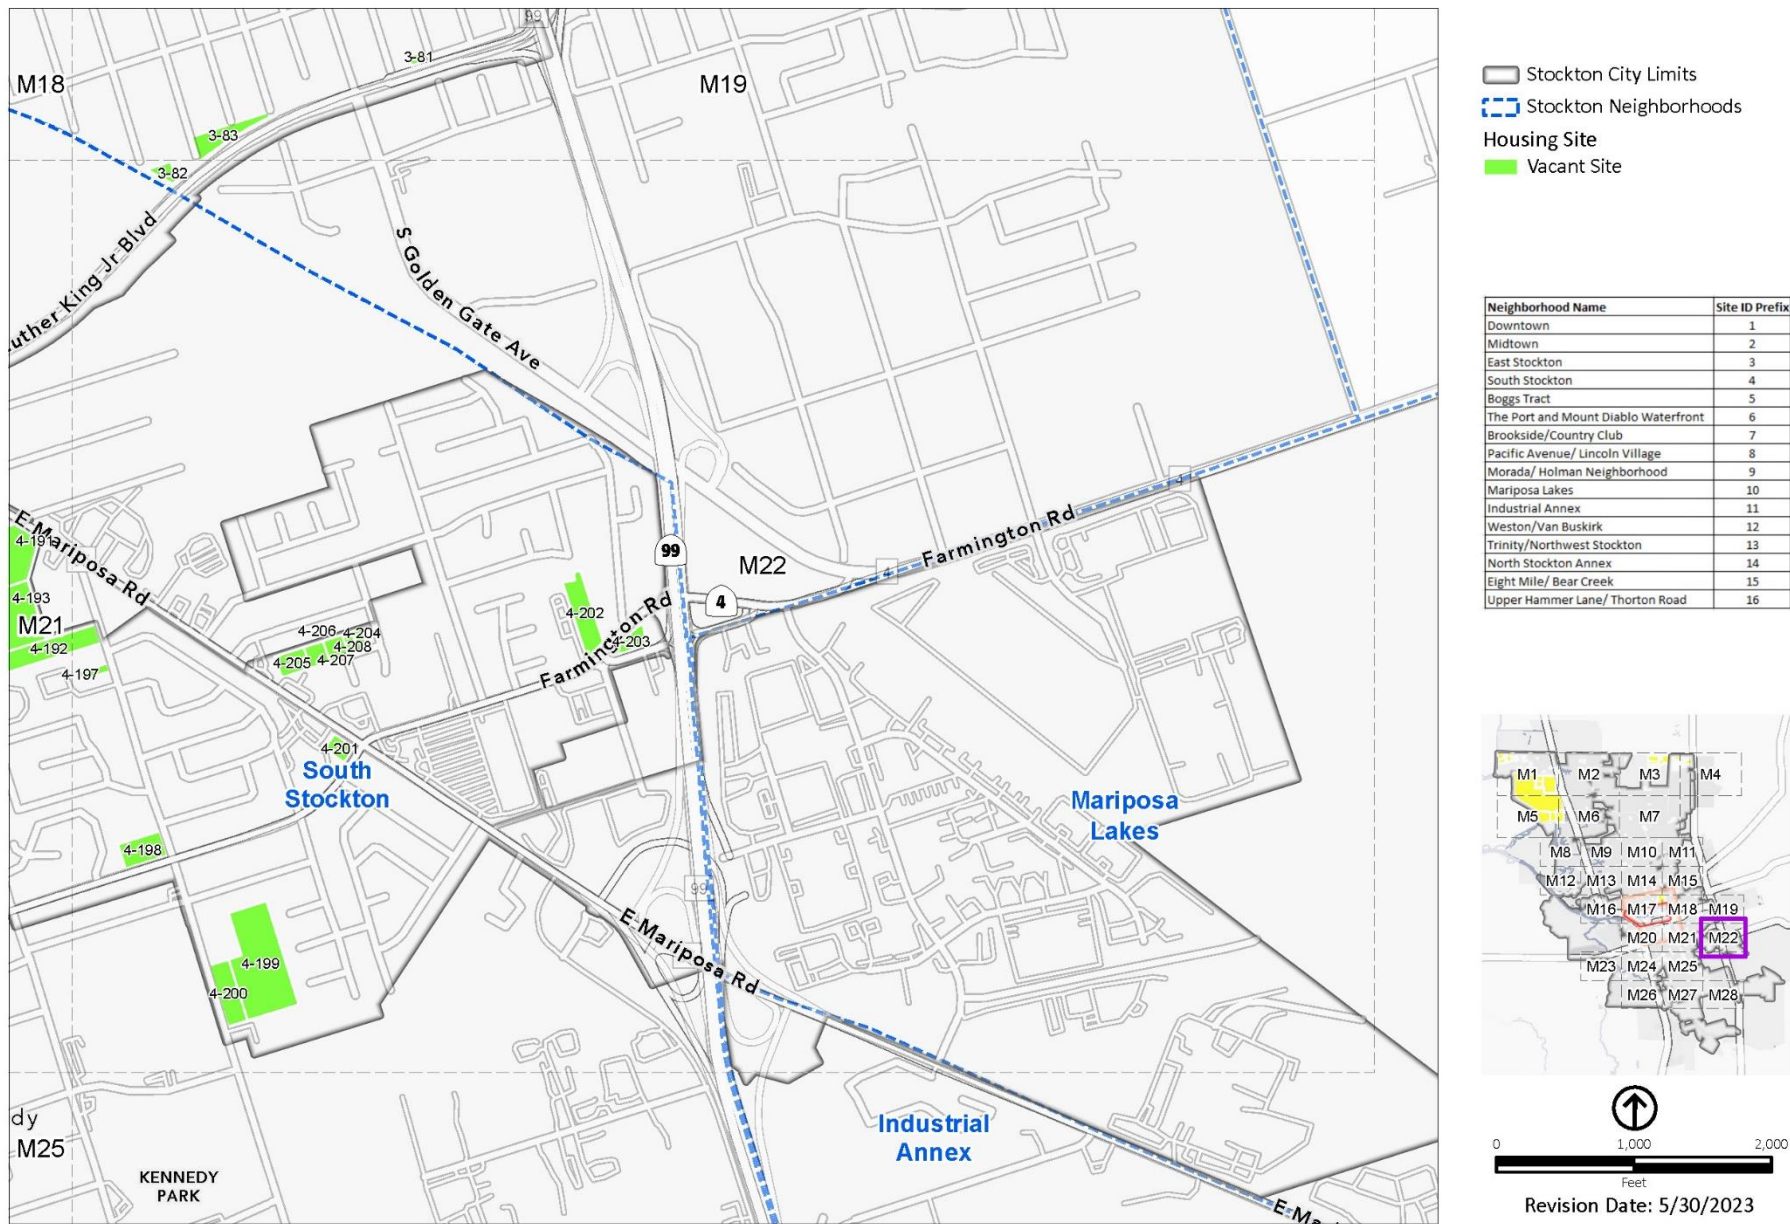 99
3-81
M18
M19
3-83
3-82
Luther King Jr Blvd
S Golden Gate Ave
E Mariposa Rd
4-191
4-193
M21
4-192
4-197
4-206
4-204
4-208
4-205
4-207
4-202
4-203
Farmington Rd
99
4
M22
4
Farmington Rd
4
4-201
South
Stockton
Mariposa
Lakes
4-198
99
E Mariposa Rd
4-199
4-200
Industrial
Annex
dy
M25
KENNEDY
PARK
E Ma
Stockton City Limits
Stockton Neighborhoods
Housing Site
Vacant Site
Neighborhood Name Site ID Prefix
Downtown 1
Midtown 2
East Stockton 3
South Stockton 4
Boggs Tract 5
The Port and Mount Diablo Waterfront 6
Brookside/Country Club 7
Pacific Avenue/ Lincoln Village 8
Morada/ Holman Neighborhood 9
Mariposa Lakes 10
Industrial Annex 11
Weston/Van Buskirk 12
Trinity/Northwest Stockton 13
North Stockton Annex 14
Eight Mile/ Bear Creek 15
Upper Hammer Lane/ Thorton Road 16
M1 M2 M3 M4
M5 M6 M7
M8 M9 M10 M11
M12 M13 M14 M15
M16 M17 M18 M19
M20 M21 M22
M23 M24 M25
M26 M27 M28
0 1,000 2,000
Feet
Revision Date: 5/30/2023